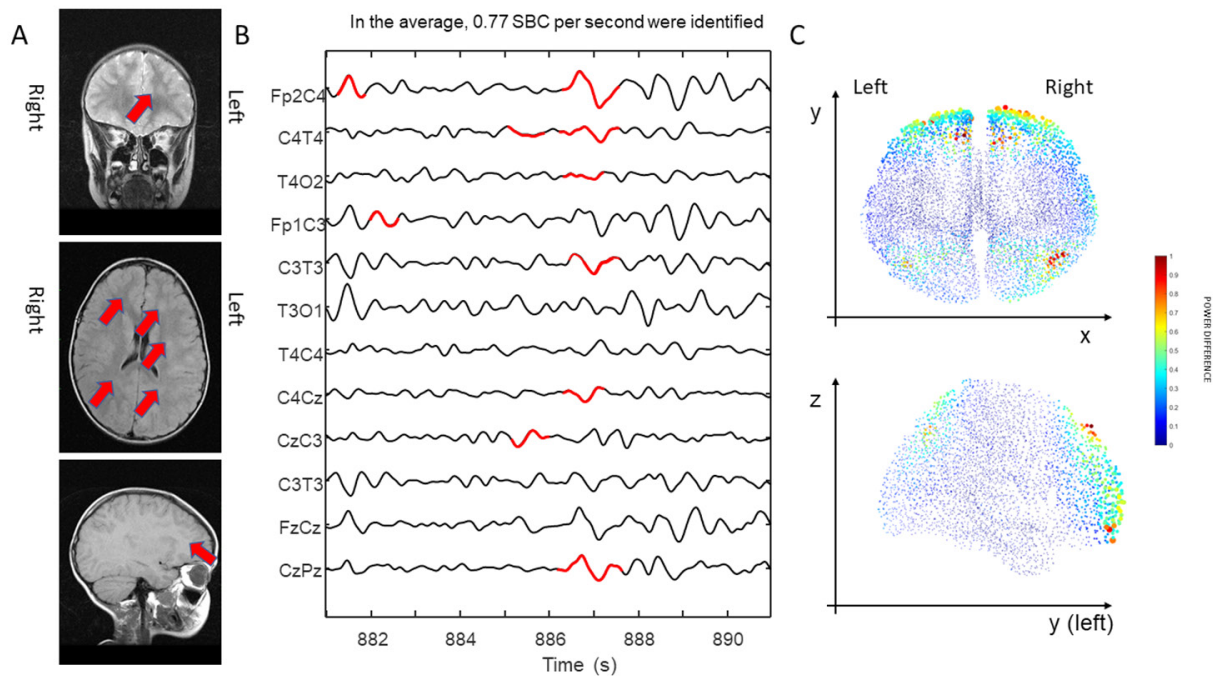 A
Right
Left
Right
Left
B
In the average, 0.77 SBC per second were identified
Fp2C4
C4T4
T4O2
Fp1C3
C3T3
T3O1
T4C4
C4Cz
CzC3
C3T3
FzCz
CzPz
882
884
886
888
890
Time (s)
C
Left
Right
y
x
z
y (left)
1
0.9
0.8
0.7
0.6
0.5
0.4
0.3
0.2
0.1
0
POWER DIFFERENCE